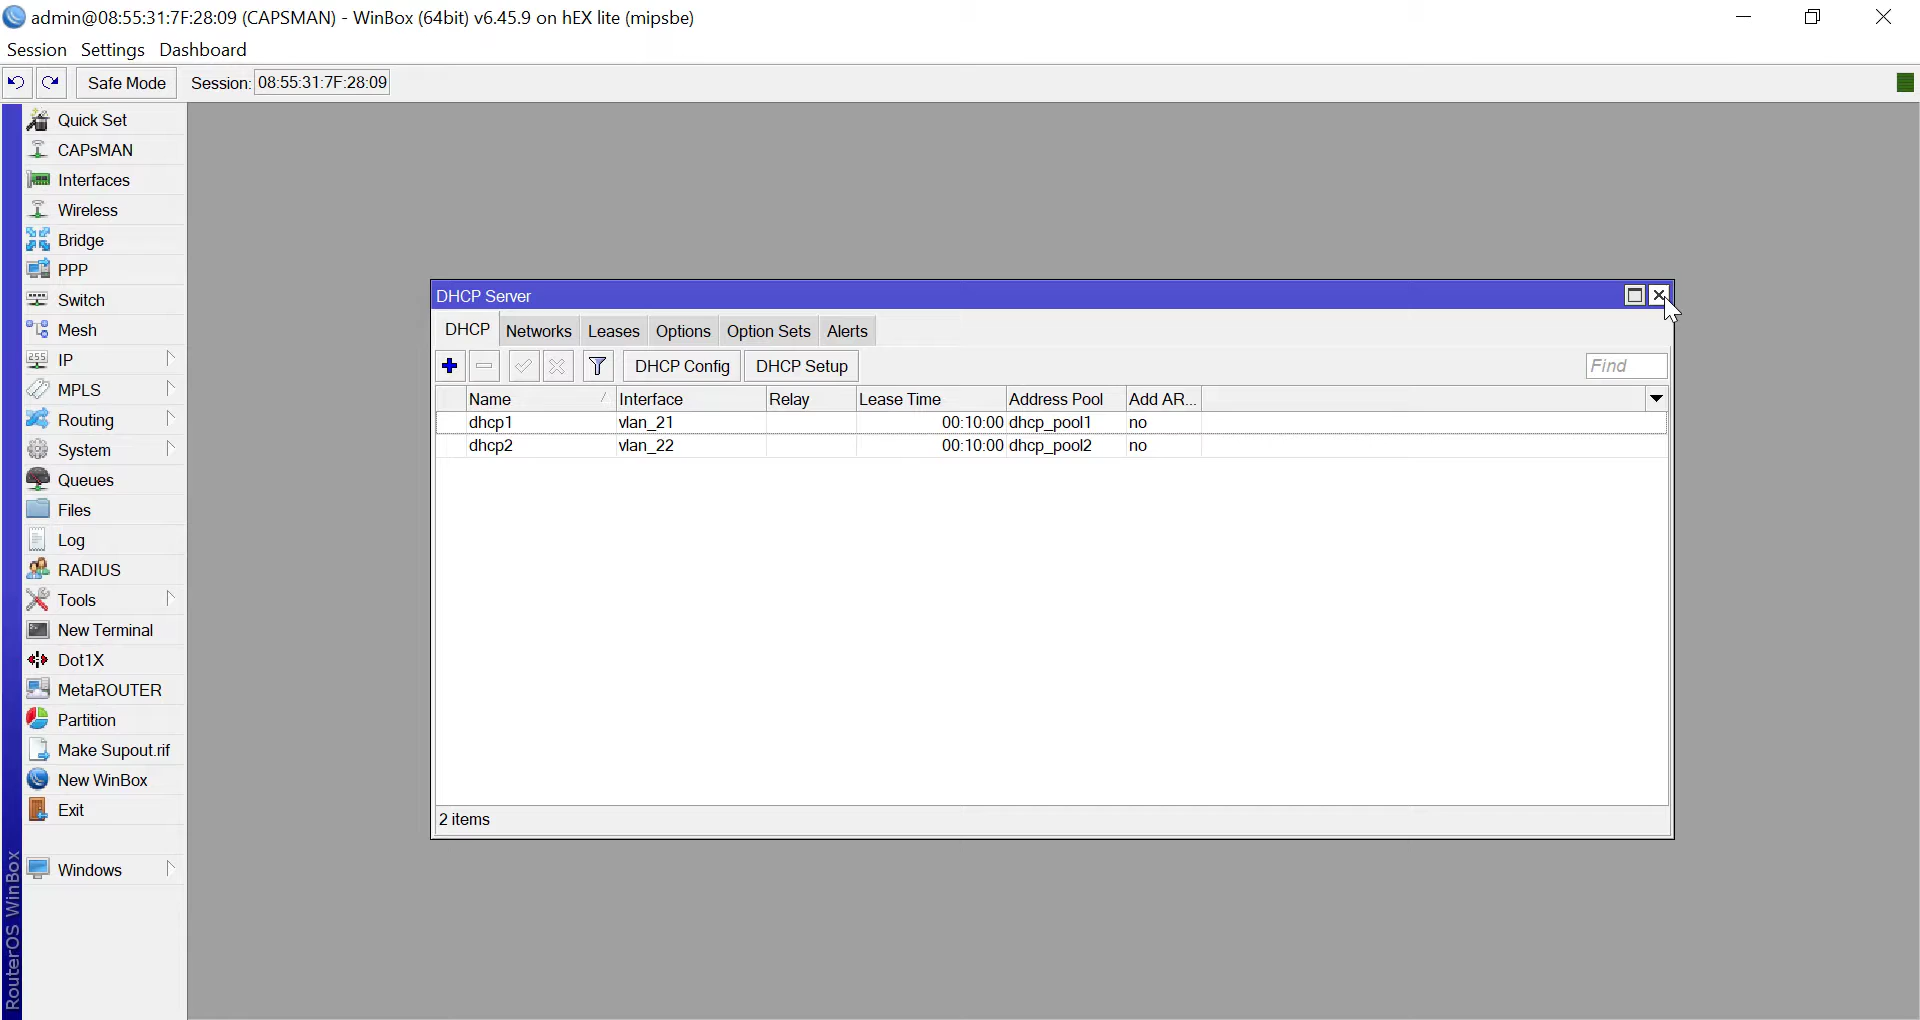 admin@08:55:31:7F:28:09 (CAPSMAN) - WinBox (64bit) v6.45.9 on hEX lite (mipsbe)
Session Settings Dashboard
Safe Mode Session: 08:55:31:7F:28:09
Quick Set
CAPsMAN
Interfaces
Wireless
Bridge
PPP
Switch
Mesh
IP
MPLS
Routing
System
Queues
Files
Log
RADIUS
Tools
New Terminal
Dot1X
MetaROUTER
Partition
Make Supout.rif
New WinBox
Exit
Windows
RouterOS WinBox
DHCP Server
DHCP Networks Leases Options Option Sets Alerts
DHCP Config DHCP Setup Find
Name Interface Relay Lease Time Address Pool Add AR...
dhcp1 vlan_21 00:10:00 dhcp_pool1 no
dhcp2 vlan_22 00:10:00 dhcp_pool2 no
2 items